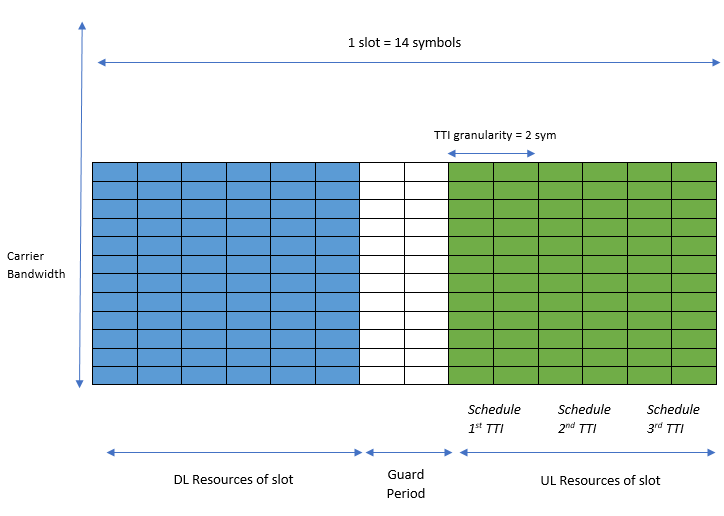 1 slot = 14 symbols
TTI granularity = 2 sym
Carrier
Bandwidth
Schedule Schedule Schedule
1st TTI 2nd TTI 3rd TTI
DL Resources of slot
Guard
Period
UL Resources of slot